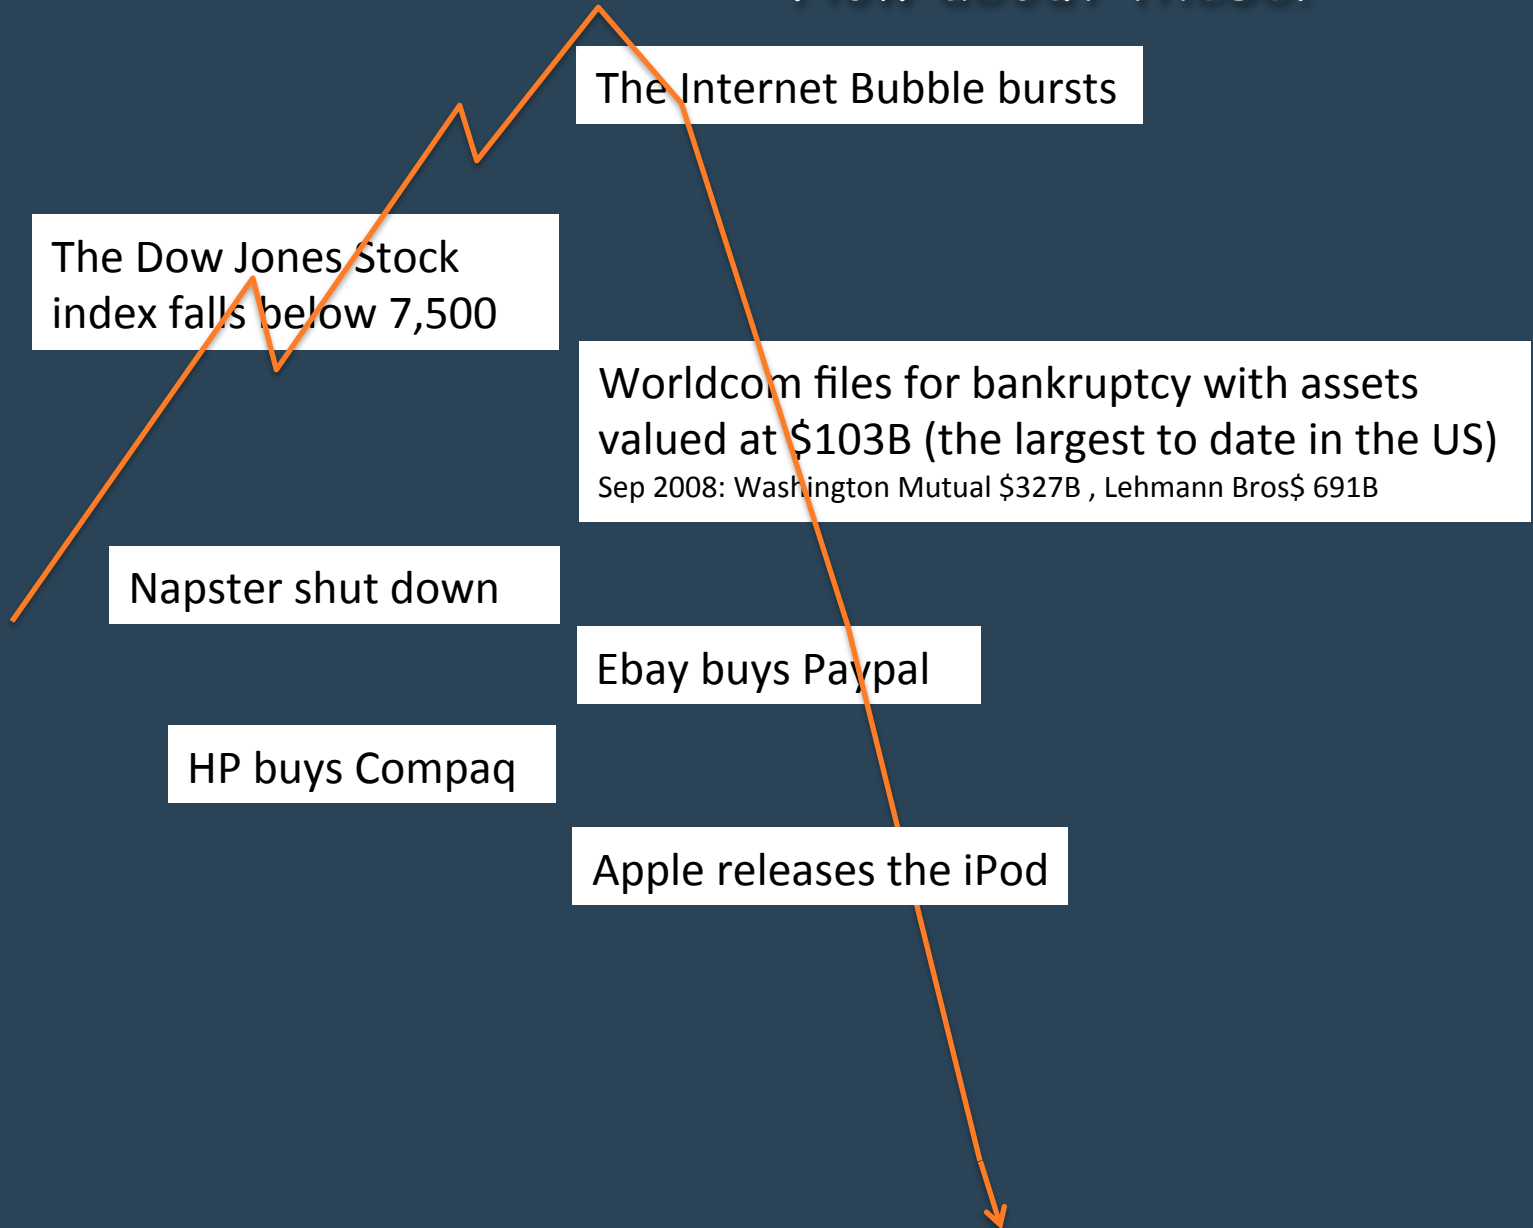 The Internet Bubble bursts
The Dow Jones Stock
index falls below 7,500
Worldcom files for bankruptcy with assets
valued at $103B (the largest to date in the US)
Sep 2008: Washington Mutual $327B , Lehmann Bros$ 691B
Napster shut down
Ebay buys Paypal
HP buys Compaq
Apple releases the iPod